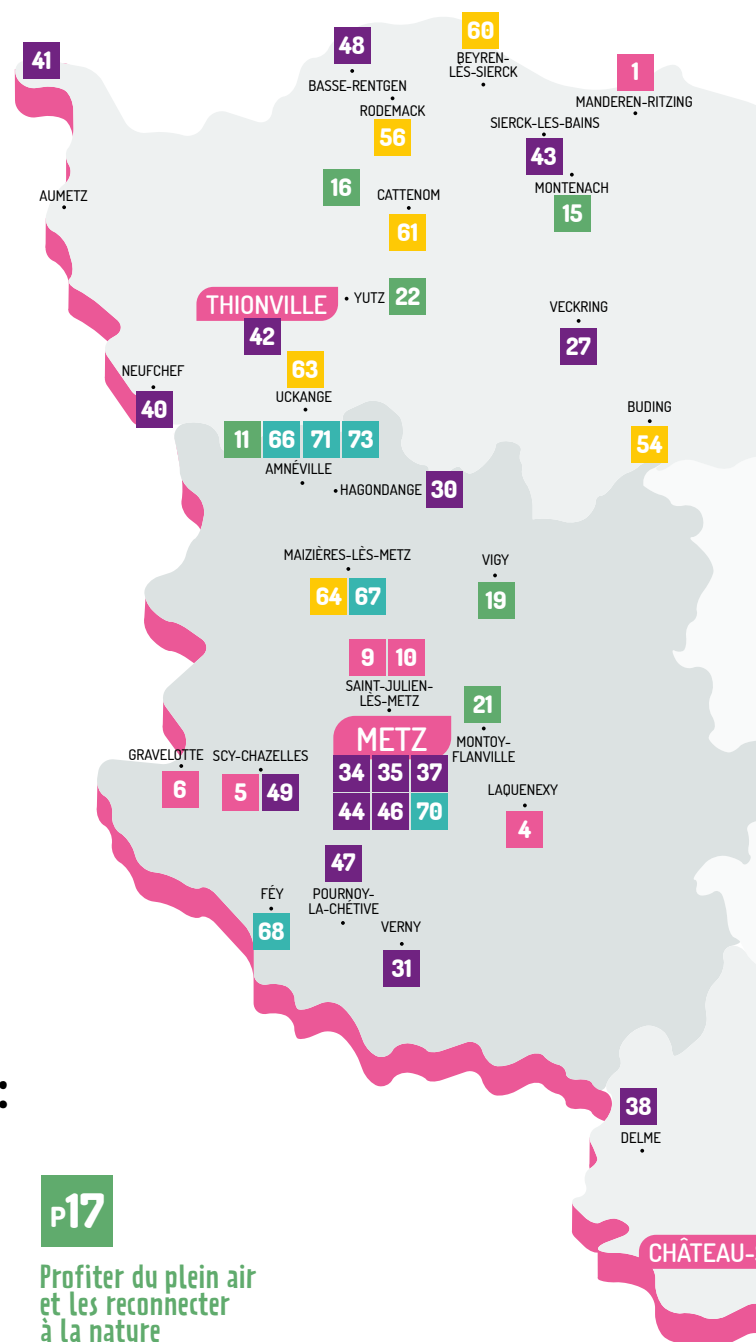 41
48
BASSE-RENTGEN
60
BEYREN-
LÈS-SIERCK
1
MANDEREN-RITZING
RODEMACK
56
SIERCK-LES-BAINS
43
MONTENACH
15
16
CATTENOM
61
AUMETZ
THIONVILLE
42
YUTZ 22
VECKRING
27
NEUFCHEF
40
63
UCKANGE
11 66 71 73
AMNÉVILLE
HAGONDANGE 30
BUDING
54
MAIZIÈRES-LÈS-METZ
64 67
VIGY
19
9 10
SAINT-JULIEN-
LÈS-METZ
21
MONTOY-
FLANVILLE
METZ
34 35 37
44 46 70
GRAVELOTTE
6
SCY-CHAZELLES
5 49
LAQUENEXY
4
47
POURNOY-
LA-CHÉTIVE
FÉY
68
VERNY
31
:
38
DELME
CHÂTEAU-
P17
Profiter du plein air
et les reconnecter
à la nature